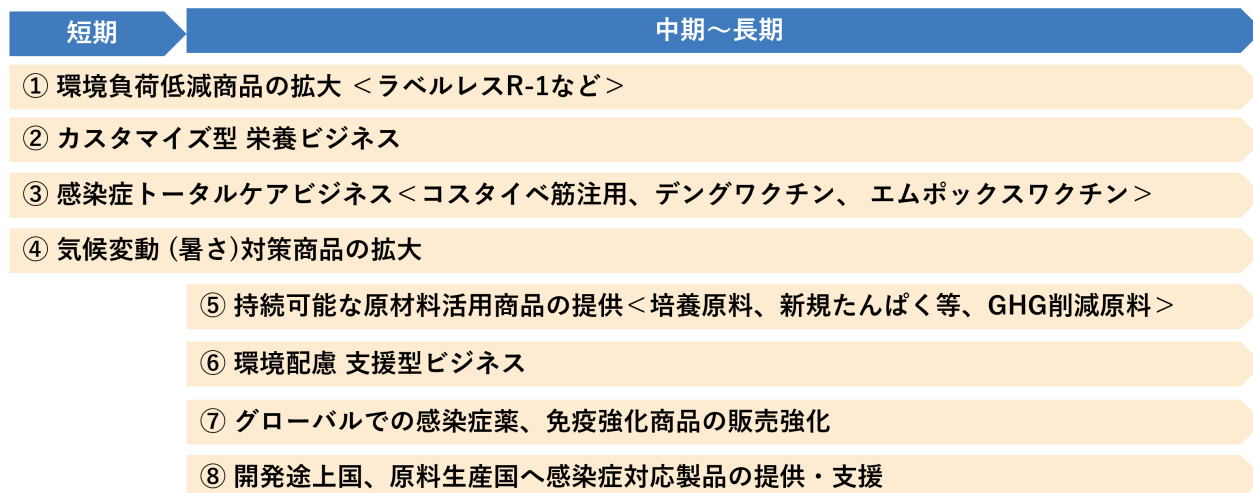 短期
中期～長期
① 環境負荷低減商品の拡大 ＜ラベルレスR-1など＞
② カスタマイズ型 栄養ビジネス
③ 感染症トータルケアビジネス＜コスタイベ筋注用、デングワクチン、 エムポックスワクチン＞
④ 気候変動 (暑さ)対策商品の拡大
⑤ 持続可能な原材料活用商品の提供＜培養原料、新規たんぱく等、GHG削減原料＞
⑥ 環境配慮 支援型ビジネス
⑦ グローバルでの感染症薬、免疫強化商品の販売強化
⑧ 開発途上国、原料生産国へ感染症対応製品の提供・支援